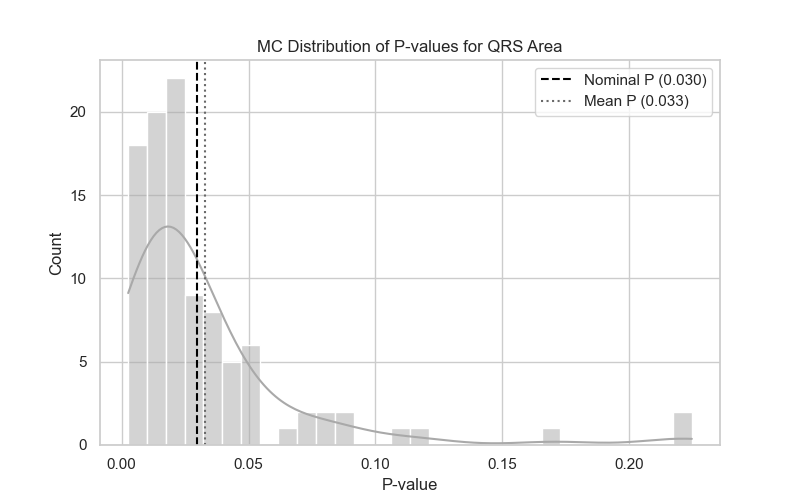 MC Distribution of P-values for QRS Area
Nominal P (0.030)
Mean P (0.033)
Count
20
15
10
5
0
0.00 0.05 0.10 0.15 0.20
P-value